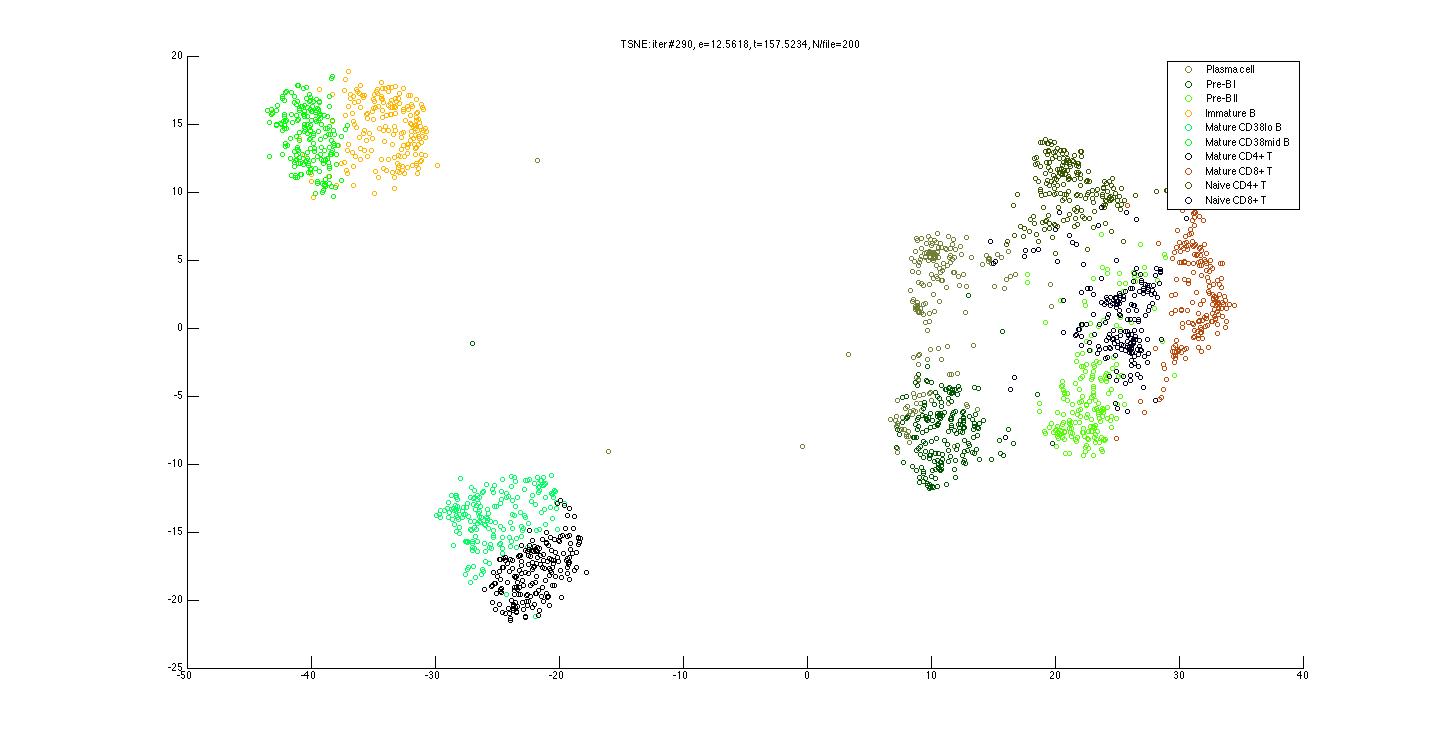 TSNE: iter#290, e=12.5618, t=157.5234, N/file=200
20
15
10
5
0
-5
-10
-15
-20
-25
-50 -40 -30 -20 -10 0 10 20 30 40
Plasma cell
Pre-B I
Pre-B II
Immature B
Mature CD38lo B
Mature CD38mid B
Mature CD4+ T
Mature CD8+ T
Naive CD4+ T
Naive CD8+ T